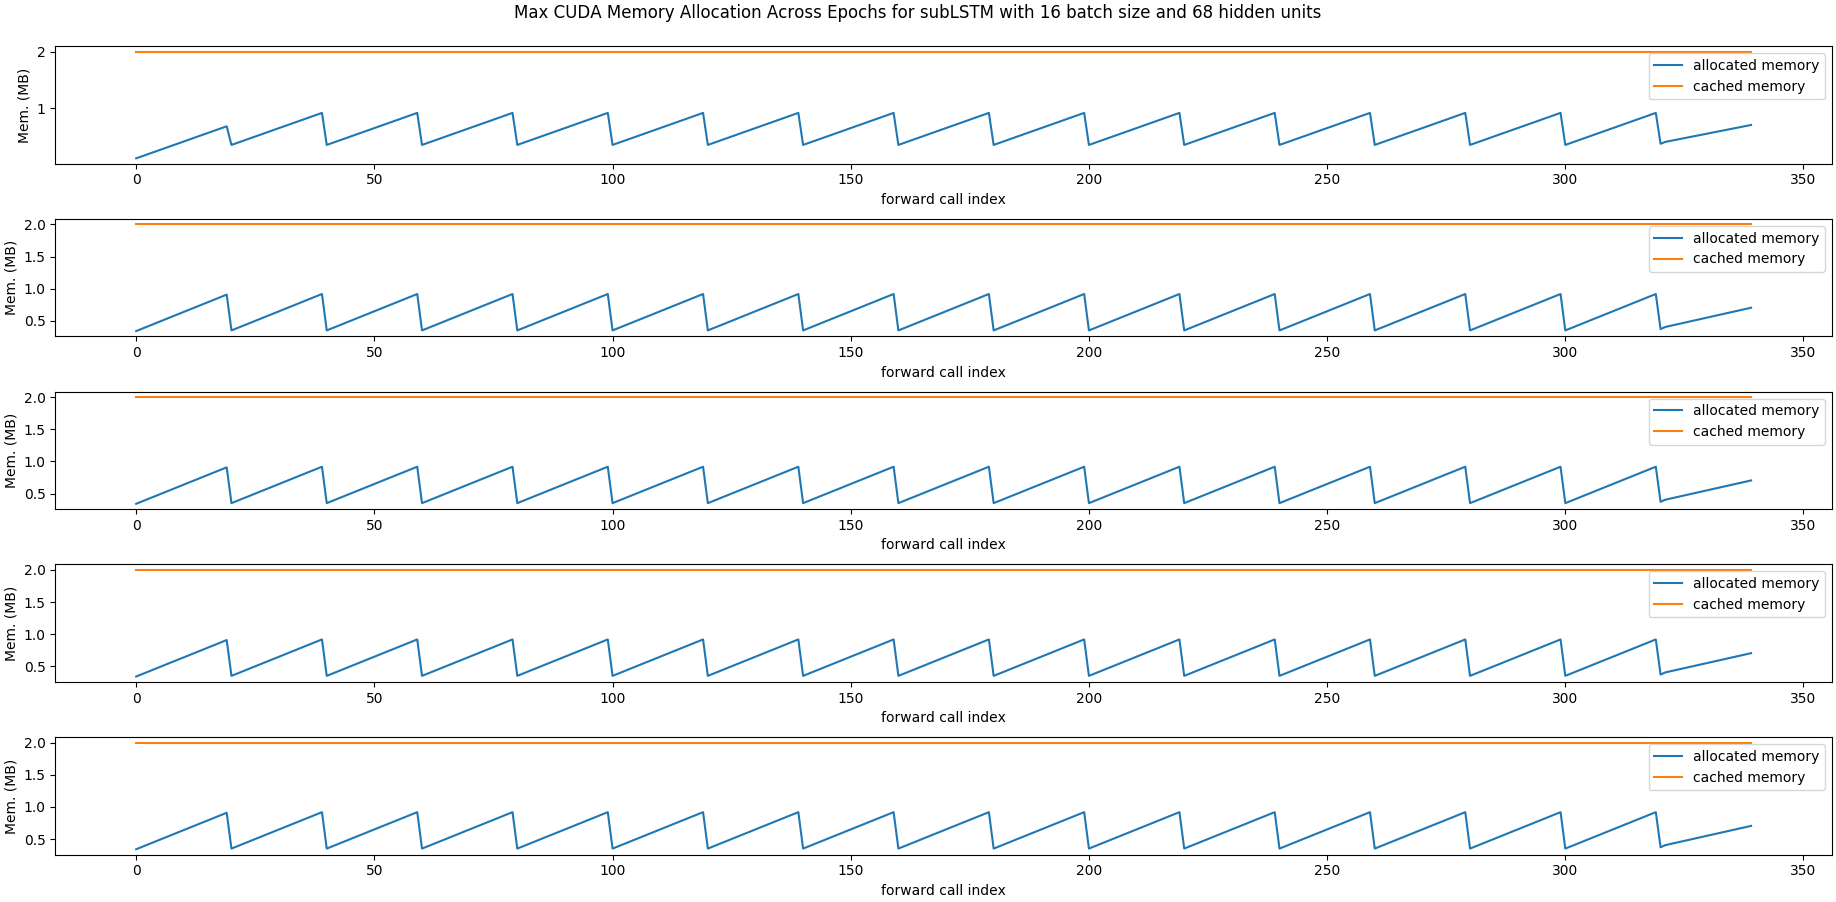 Max CUDA Memory Allocation Across Epochs for subLSTM with 16 batch size and 68 hidden units
Mem. (MB)
2
1
allocated memory
cached memory
0 50 100 150 200 250 300 350
forward call index
Mem. (MB)
2.0
1.5
1.0
0.5
allocated memory
cached memory
0 50 100 150 200 250 300 350
forward call index
Mem. (MB)
2.0
1.5
1.0
0.5
allocated memory
cached memory
0 50 100 150 200 250 300 350
forward call index
Mem. (MB)
2.0
1.5
1.0
0.5
allocated memory
cached memory
0 50 100 150 200 250 300 350
forward call index
Mem. (MB)
2.0
1.5
1.0
0.5
allocated memory
cached memory
0 50 100 150 200 250 300 350
forward call index